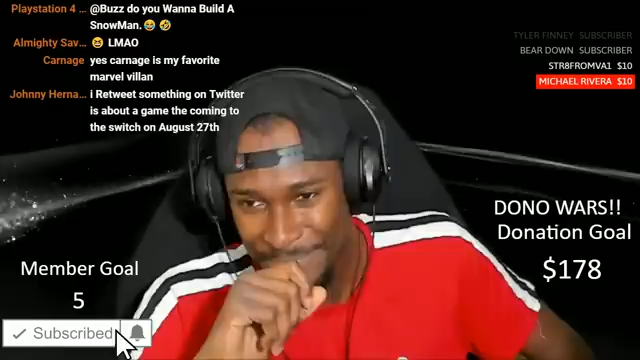 Playstation 4 ... @Buzz do you Wanna Build A
SnowMan.😂🤣
Almighty Sav... 😆 LMAO
Carnage yes carnage is my favorite
marvel villan
Johnny Herna... i Retweet something on Twitter
is about a game the coming to
the switch on August 27th
TYLER FINNEY SUBSCRIBER
BEAR DOWN SUBSCRIBER
STR8FROMVA1 $10
MICHAEL RIVERA $10
DONO WARS!!
Donation Goal
$178
Member Goal
5
Subscribed